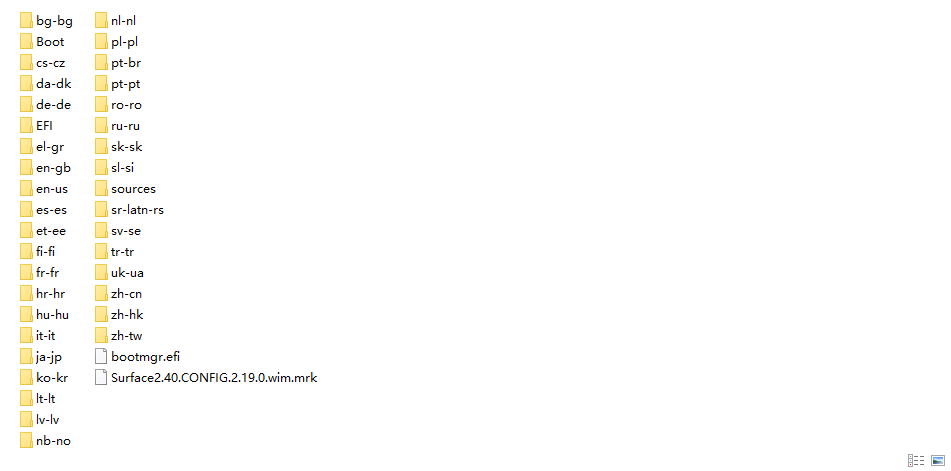 bg-bg
Boot
cs-cz
da-dk
de-de
EFI
el-gr
en-gb
en-us
es-es
et-ee
fi-fi
fr-fr
hr-hr
hu-hu
it-it
ja-jp
ko-kr
lt-lt
lv-lv
nb-no
nl-nl
pl-pl
pt-br
pt-pt
ro-ro
ru-ru
sk-sk
sl-si
sources
sr-latn-rs
sv-se
tr-tr
uk-ua
zh-cn
zh-hk
zh-tw
bootmgr.efi
Surface2.40.CONFIG.2.19.0.wim.mrk